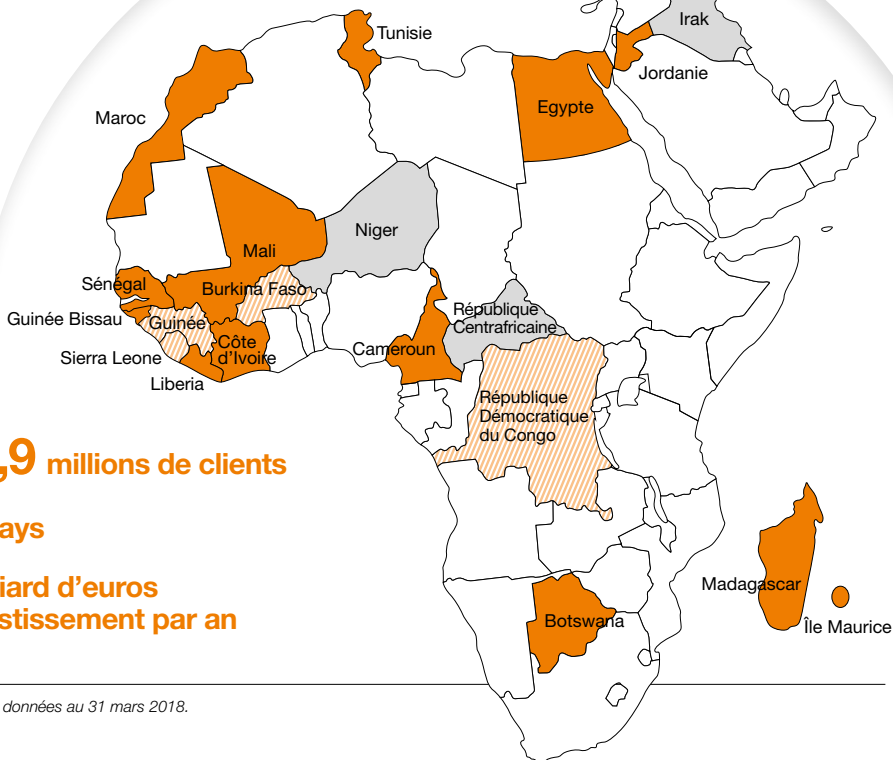 Irak
Tunisie
Jordanie
Egypte
Maroc
Niger
Mali
Sénégal
Burkina Faso
République
Centrafricaine
Guinée Bissau
Guinée
Côte
d'Ivoire
Cameroun
Sierra Leone
Liberia
République
Démocratique
du Congo
,9 millions de clients
ays
iard d'euros
stissement par an
Madagascar
Botswana
Île Maurice
données au 31 mars 2018.